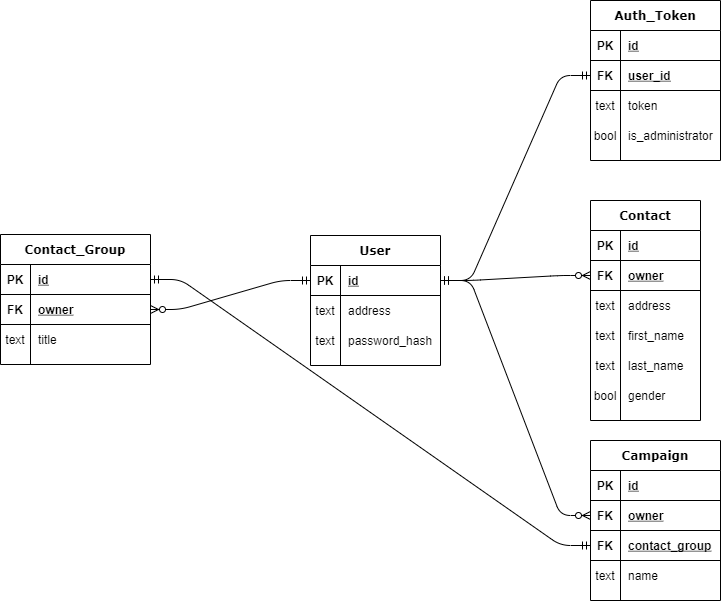 Auth_Token
PK id
FK user_id
text token
bool is_administrator
Contact
PK id
FK owner
text address
text first_name
text last_name
bool gender
Contact_Group
PK id
FK owner
text title
User
PK id
text address
text password_hash
Campaign
PK id
FK owner
FK contact_group
text name